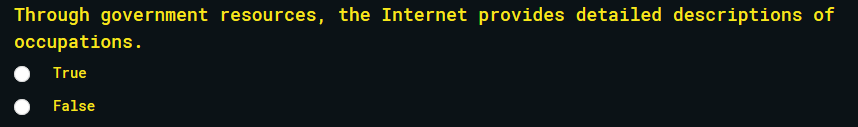 Through government resources, the Internet provides detailed descriptions of
occupations.
True
False